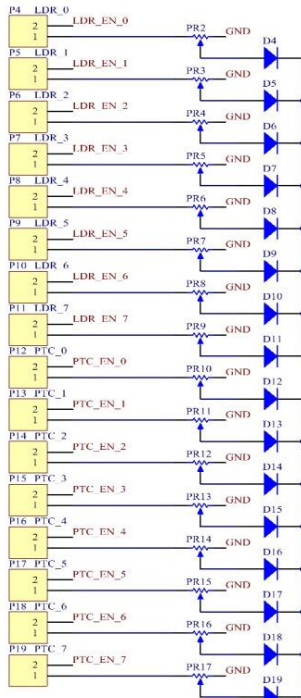 P4 LDR_0 LDR_EN_0
2
1 PR2 GND D4
P5 LDR_1 LDR_EN_1
2
1 PR3 GND D5
P6 LDR_2 LDR_EN_2
2
1 PR4 GND D6
P7 LDR_3 LDR_EN_3
2
1 PR5 GND D7
P8 LDR_4 LDR_EN_4
2
1 PR6 GND D8
P9 LDR_5 LDR_EN_5
2
1 PR7 GND D9
P10 LDR_6 LDR_EN_6
2
1 PR8 GND D10
P11 LDR_7 LDR_EN_7
2
1 PR9 GND D11
P12 PTC_0 PTC_EN_0
2
1 PR10 GND D12
P13 PTC_1 PTC_EN_1
2
1 PR11 GND D13
P14 PTC_2 PTC_EN_2
2
1 PR12 GND D14
P15 PTC_3 PTC_EN_3
2
1 PR13 GND D15
P16 PTC_4 PTC_EN_4
2
1 PR14 GND D16
P17 PTC_5 PTC_EN_5
2
1 PR15 GND D17
P18 PTC_6 PTC_EN_6
2
1 PR16 GND D18
P19 PTC_7 PTC_EN_7
2
1 PR17 GND D19